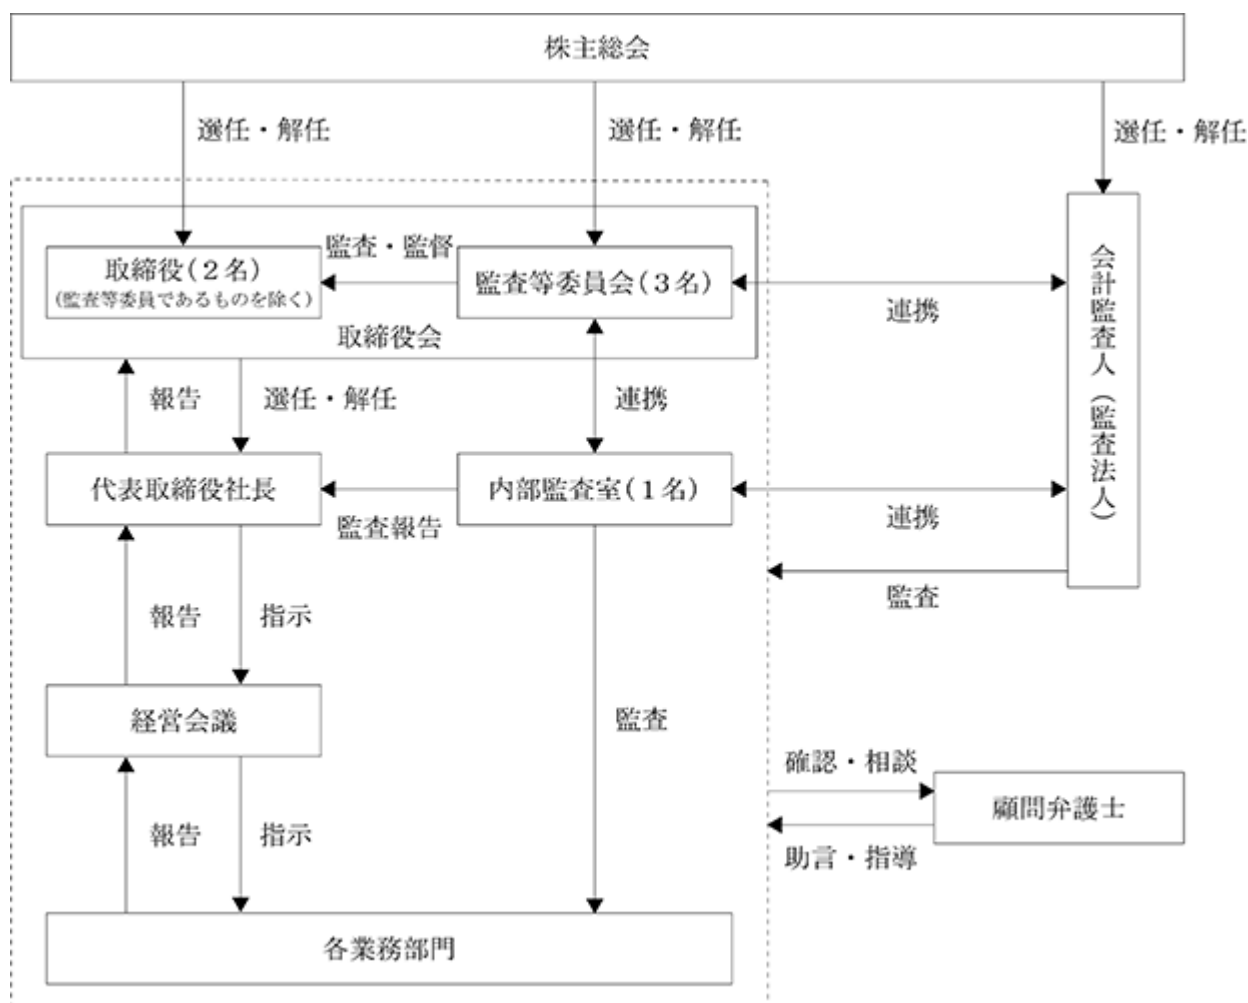 株主総会
選任・解任
選任・解任
選任・解任
監査・監督
取締役(2名)
(監査等委員であるものを除く)
監査等委員会(3名)
取締役会
連携
会計監査人(監査法人)
報告
選任・解任
連携
代表取締役社長
内部監査室(1名)
監査報告
連携
監査
報告
指示
経営会議
監査
確認・相談
顧問弁護士
助言・指導
報告
指示
各業務部門